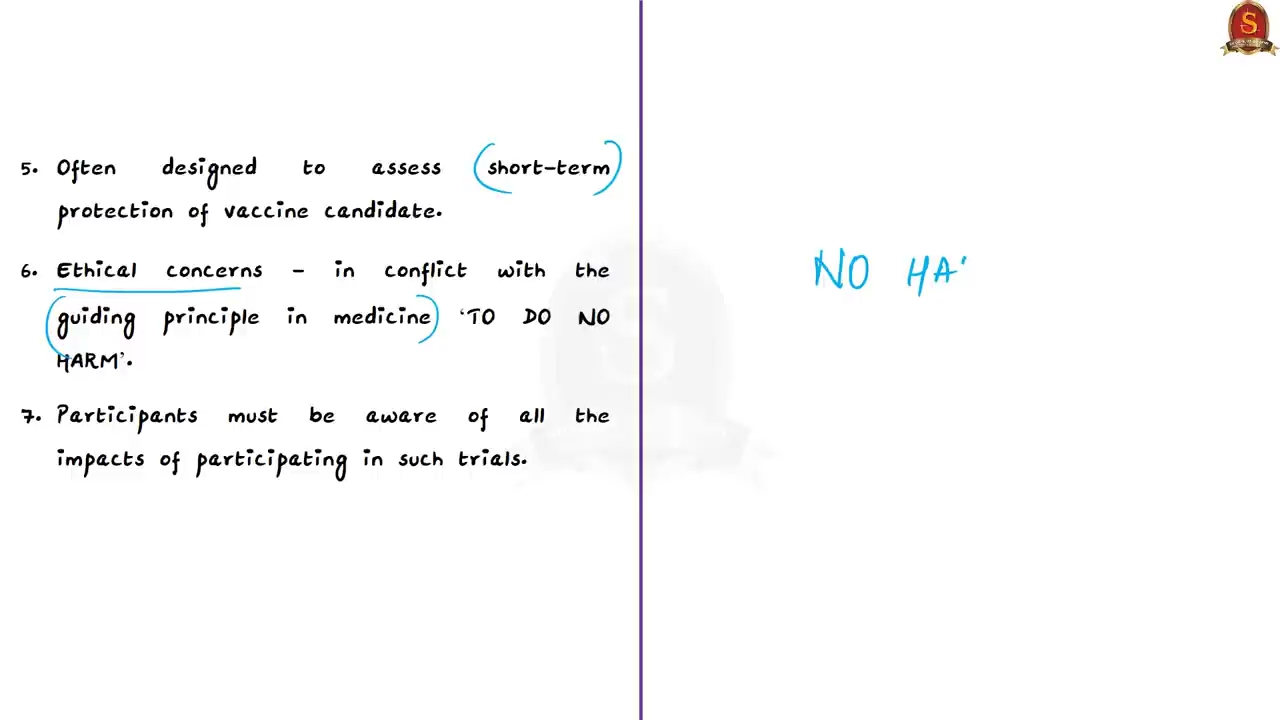 5. Often designed to assess (short-term)
protection of vaccine candidate.
6. Ethical concerns - in conflict with the
(guiding principle in medicine) 'TO DO NO
HARM'.
7. Participants must be aware of all the
impacts of participating in such trials.
NO HA'
S